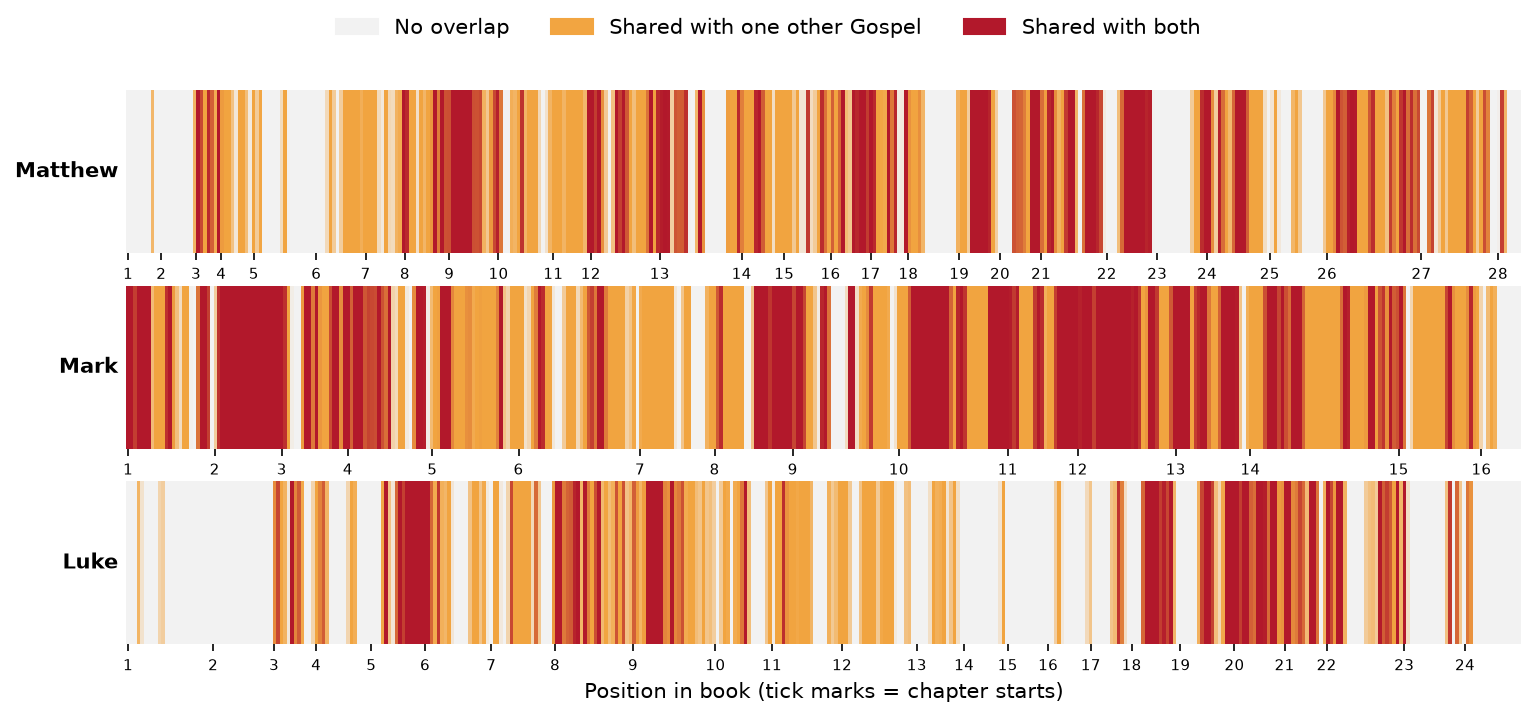 No overlap Shared with one other Gospel Shared with both
Matthew
1 2 3 4 5 6 7 8 9 10 11 12 13 14 15 16 17 18 19 20 21 22 23 24 25 26 27 28
Mark
1 2 3 4 5 6 7 8 9 10 11 12 13 14 15 16
Luke
1 2 3 4 5 6 7 8 9 10 11 12 13 14 15 16 17 18 19 20 21 22 23 24
Position in book (tick marks = chapter starts)